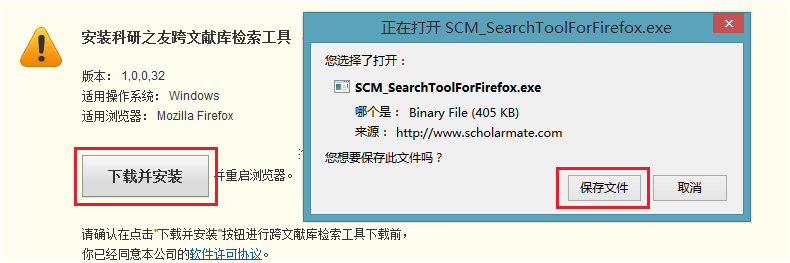 安装科研之友跨文献库检索工具
版本： 1,0,0,32
适用操作系统： Windows
适用浏览器： Mozilla Firefox
下载并安装
并重启浏览器。
请确认在点击"下载并安装"按钮进行跨文献库检索工具下载前，
你已经同意本公司的软件许可协议。
正在打开 SCM_SearchToolForFirefox.exe
您选择了打开：
SCM_SearchToolForFirefox.exe
哪个是： Binary File (405 KB)
来源： http://www.scholarmate.com
您想要保存此文件吗？
保存文件
取消